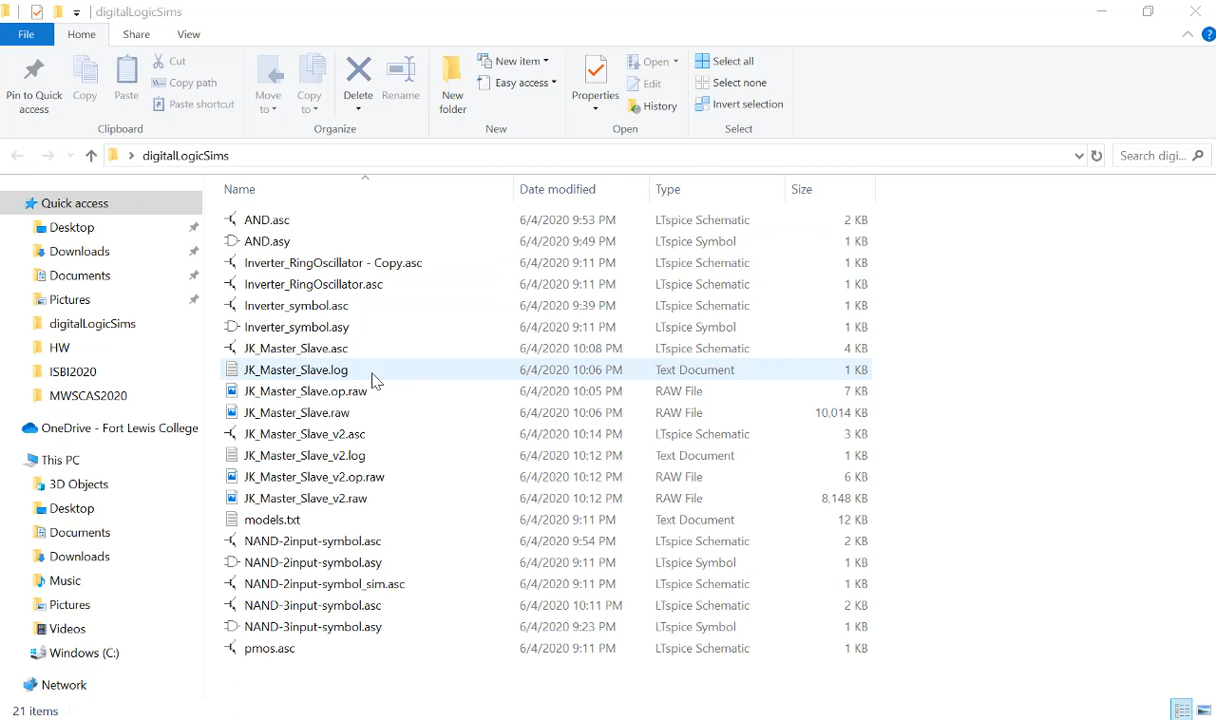 digitalLogicSims
File Home Share View
Pin to Quick access
Copy
Paste
Cut
Copy path
Paste shortcut
Clipboard
Move to
Copy to
Delete
Rename
Organize
New folder
New item
Easy access
New
Properties
Open
Edit
History
Open
Select all
Select none
Invert selection
Select
digitalLogicSims
Search digi...
Name Date modified Type Size
Quick access
Desktop
Downloads
Documents
Pictures
digitalLogicSims
HW
ISBI2020
MWSCAS2020
OneDrive - Fort Lewis College
This PC
3D Objects
Desktop
Documents
Downloads
Music
Pictures
Videos
Windows (C:)
Network
AND.asc 6/4/2020 9:53 PM LTspice Schematic 2 KB
AND.asy 6/4/2020 9:49 PM LTspice Symbol 1 KB
Inverter_RingOscillator - Copy.asc 6/4/2020 9:11 PM LTspice Schematic 1 KB
Inverter_RingOscillator.asc 6/4/2020 9:11 PM LTspice Schematic 1 KB
Inverter_symbol.asc 6/4/2020 9:39 PM LTspice Schematic 1 KB
Inverter_symbol.asy 6/4/2020 9:11 PM LTspice Symbol 1 KB
JK_Master_Slave.asc 6/4/2020 10:08 PM LTspice Schematic 4 KB
JK_Master_Slave.log 6/4/2020 10:06 PM Text Document 1 KB
JK_Master_Slave.op.raw 6/4/2020 10:05 PM RAW File 7 KB
JK_Master_Slave.raw 6/4/2020 10:06 PM RAW File 10,014 KB
JK_Master_Slave_v2.asc 6/4/2020 10:14 PM LTspice Schematic 3 KB
JK_Master_Slave_v2.log 6/4/2020 10:12 PM Text Document 1 KB
JK_Master_Slave_v2.op.raw 6/4/2020 10:12 PM RAW File 6 KB
JK_Master_Slave_v2.raw 6/4/2020 10:12 PM RAW File 8,148 KB
models.txt 6/4/2020 9:11 PM Text Document 12 KB
NAND-2input-symbol.asc 6/4/2020 9:54 PM LTspice Schematic 2 KB
NAND-2input-symbol.asy 6/4/2020 9:11 PM LTspice Symbol 1 KB
NAND-2input-symbol_sim.asc 6/4/2020 9:11 PM LTspice Schematic 1 KB
NAND-3input-symbol.asc 6/4/2020 10:11 PM LTspice Schematic 2 KB
NAND-3input-symbol.asy 6/4/2020 9:23 PM LTspice Symbol 1 KB
pmos.asc 6/4/2020 9:11 PM LTspice Schematic 1 KB
21 items